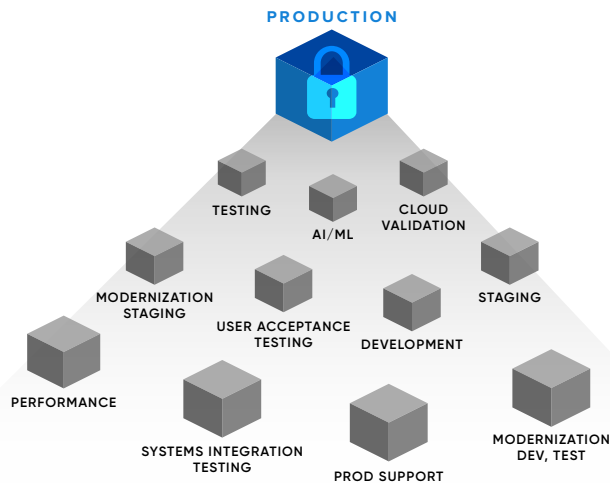 PRODUCTION
TESTING
AI/ML
CLOUD
VALIDATION
MODERNIZATION
STAGING
USER ACCEPTANCE
TESTING
DEVELOPMENT
STAGING
PERFORMANCE
SYSTEMS INTEGRATION
TESTING
PROD SUPPORT
MODERNIZATION
DEV, TEST